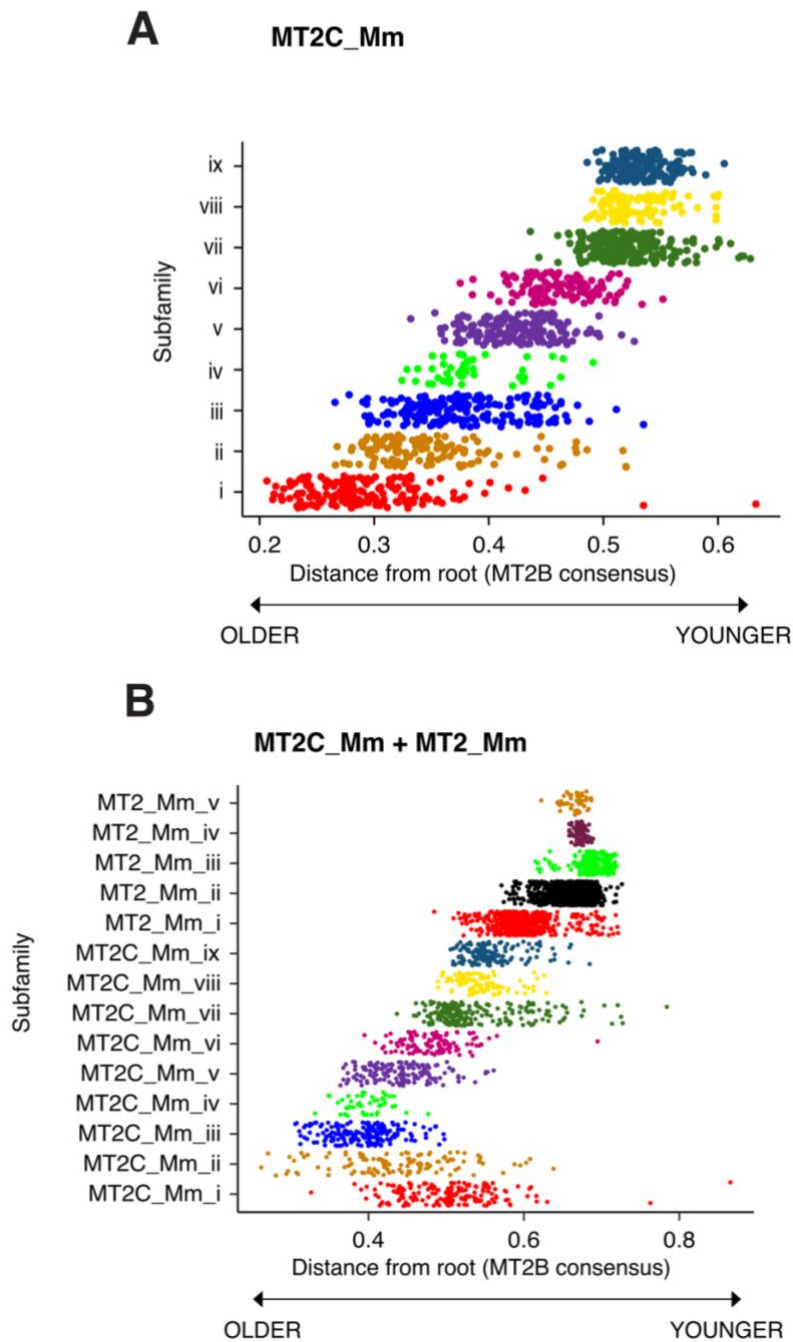 A
MT2C_Mm
Subfamily
ix
viii
vii
vi
v
iv
iii
ii
i
0.2 0.3 0.4 0.5 0.6
Distance from root (MT2B consensus)
OLDER YOUNGER
B
MT2C_Mm + MT2_Mm
Subfamily
MT2_Mm_v
MT2_Mm_iv
MT2_Mm_iii
MT2_Mm_ii
MT2_Mm_i
MT2C_Mm_ix
MT2C_Mm_viii
MT2C_Mm_vii
MT2C_Mm_vi
MT2C_Mm_v
MT2C_Mm_iv
MT2C_Mm_iii
MT2C_Mm_ii
MT2C_Mm_i
0.4 0.6 0.8
Distance from root (MT2B consensus)
OLDER YOUNGER